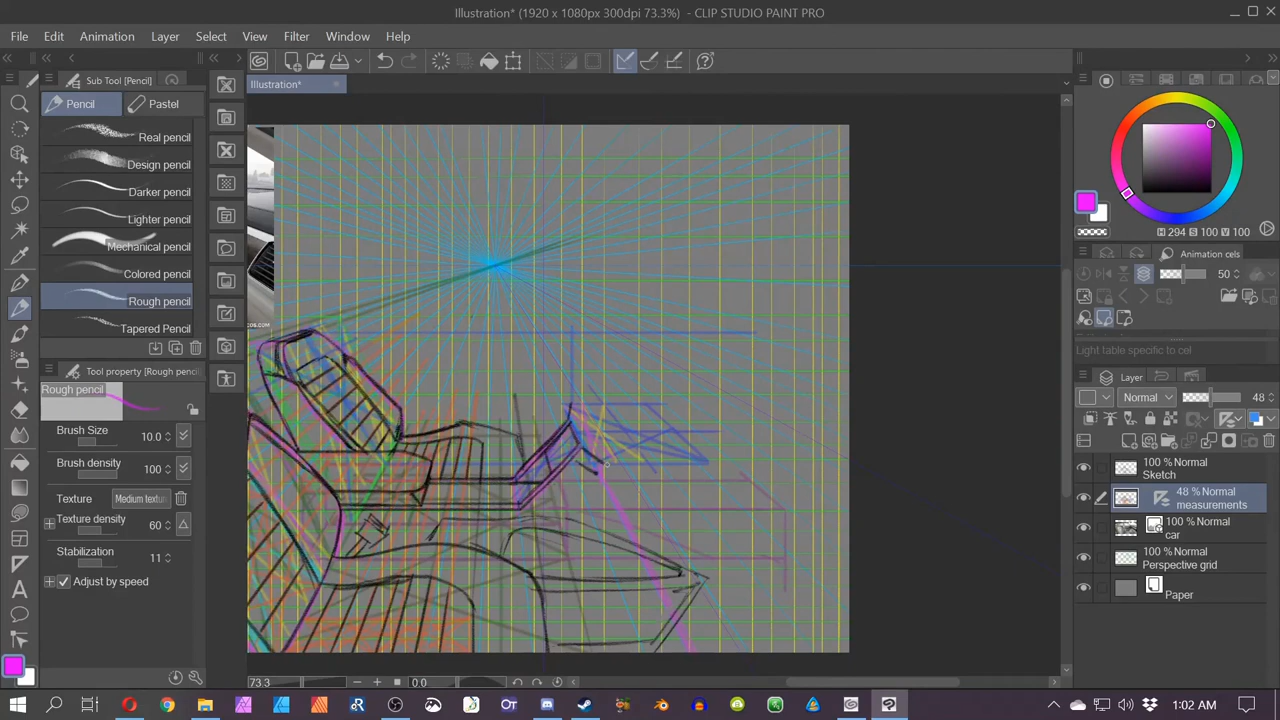 Illustration* (1920 x 1080px 300dpi 73.3%) - CLIP STUDIO PAINT PRO
File Edit Animation Layer Select View Filter Window Help
Sub Tool [Pencil]
Illustration*
Pencil Pastel
Real pencil
Design pencil
Darker pencil
Lighter pencil
Mechanical pencil
Colored pencil
Rough pencil
Tapered Pencil
Tool property [Rough pencil]
Rough pencil
Brush Size 10.0
Brush density 100
Texture Medium textur
Texture density 60
Stabilization 11
Adjust by speed
73.3 0.0
H 294 S 100 V 100
Animation cels
50
Light table specific to cel
Layer
Normal 48
100 % Normal
Sketch
48 % Normal
measurements
100 % Normal
car
100 % Normal
Perspective grid
Paper
1:02 AM